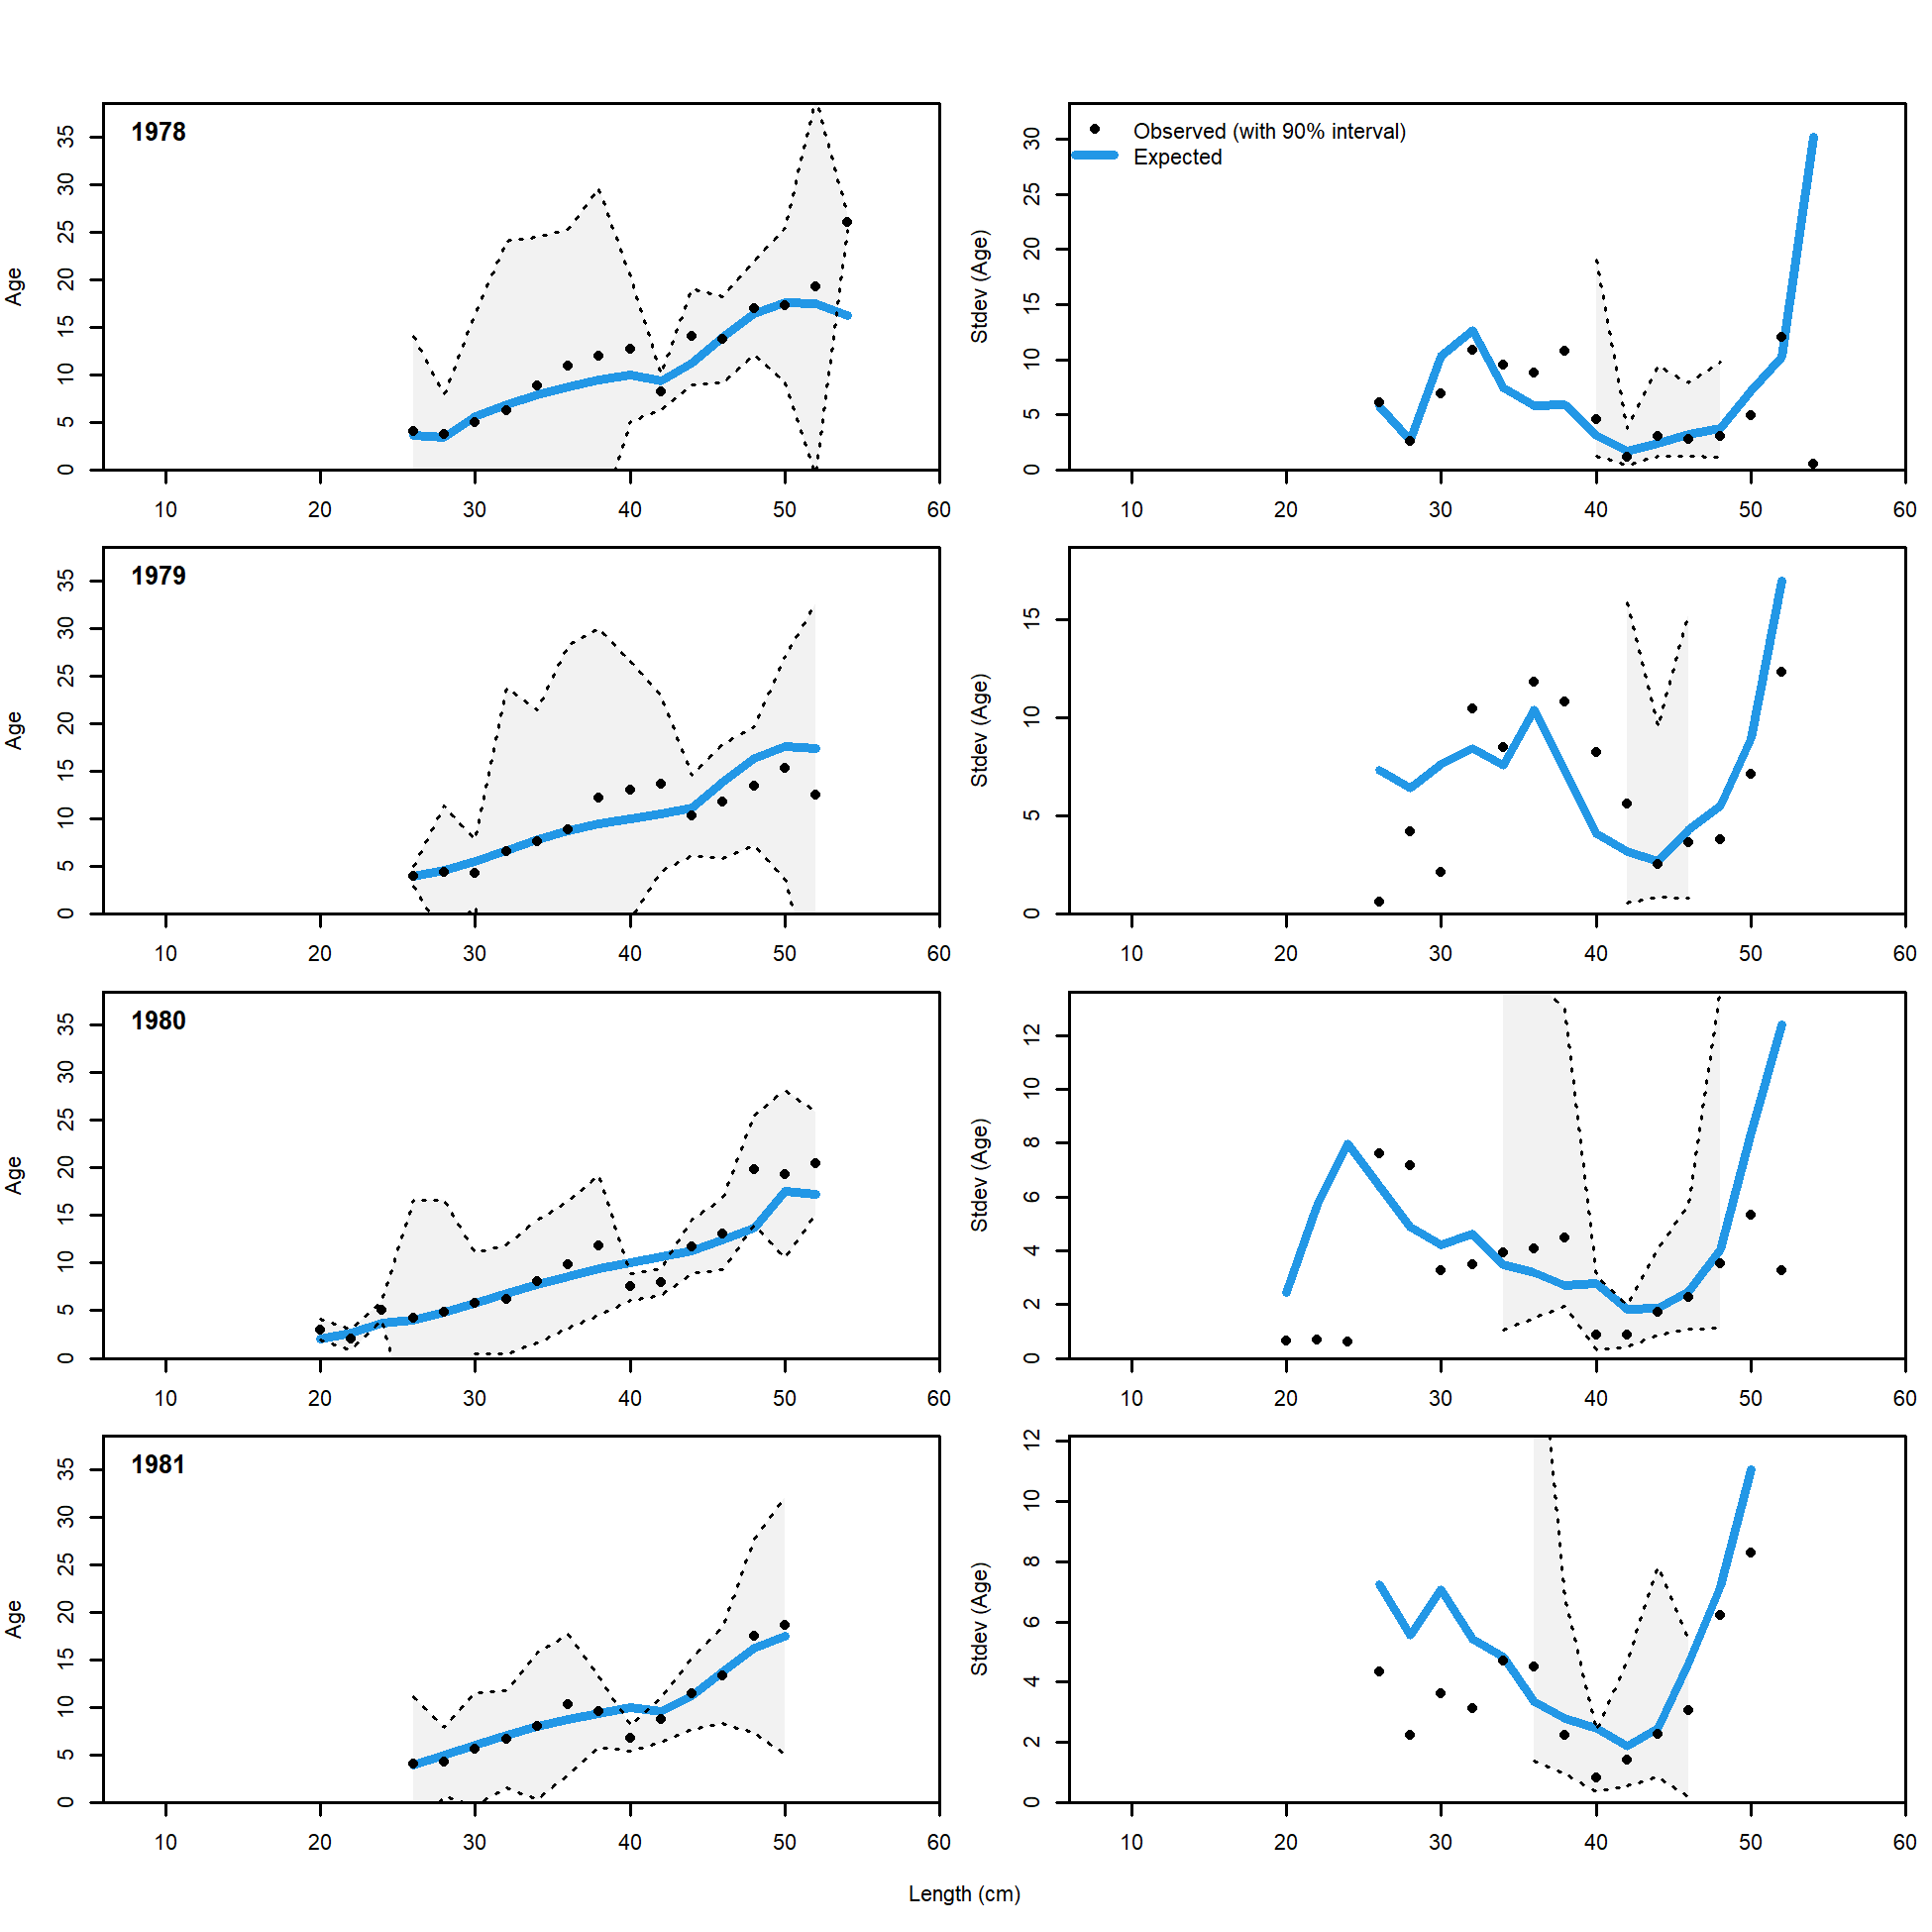 1978
Age
0 5 10 15 20 25 30 35
10 20 30 40 50 60
Observed (with 90% interval)
Expected
Stdev (Age)
0 5 10 15 20 25 30
10 20 30 40 50 60
1979
Age
0 5 10 15 20 25 30 35
10 20 30 40 50 60
Stdev (Age)
0 5 10 15
10 20 30 40 50 60
1980
Age
0 5 10 15 20 25 30 35
10 20 30 40 50 60
Stdev (Age)
0 2 4 6 8 10 12
10 20 30 40 50 60
1981
Age
0 5 10 15 20 25 30 35
10 20 30 40 50 60
Stdev (Age)
0 2 4 6 8 10 12
10 20 30 40 50 60
Length (cm)